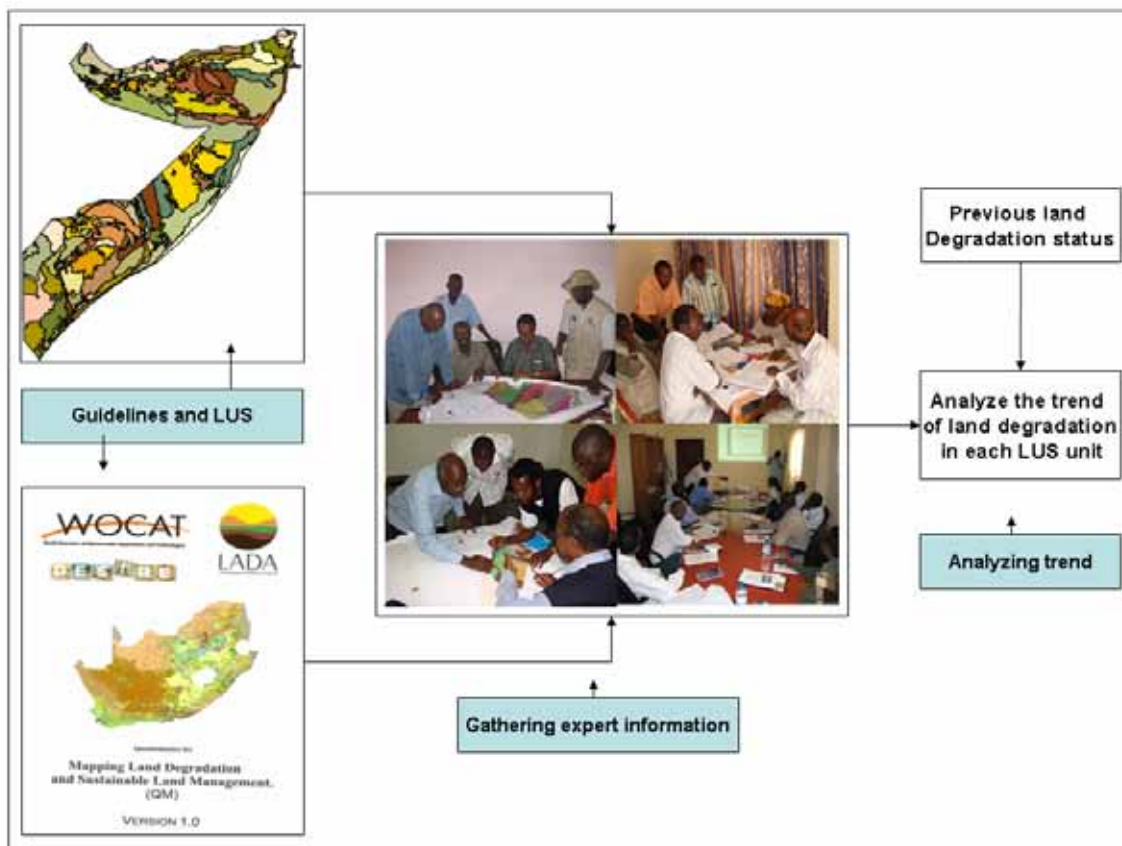 Guidelines and LUS
WOCAT
LADA
Mapping Land Degradation
and Sustainable Land Management.
(QM)
VERSION 1.0
Gathering expert information
Previous land
Degradation status
Analyze the trend
of land degradation
in each LUS unit
Analyzing trend